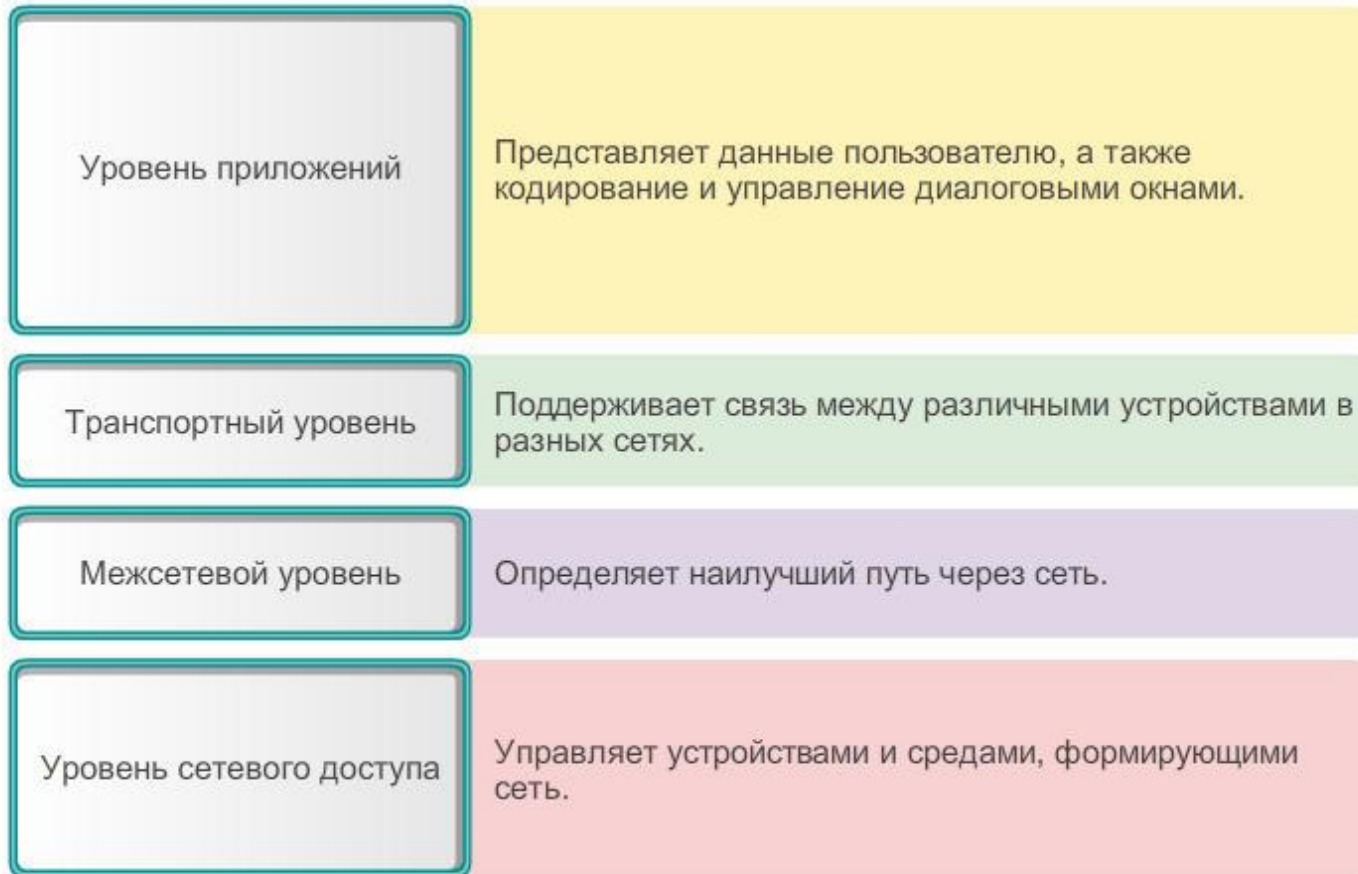 Уровень приложений
Представляет данные пользователю, а также
кодирование и управление диалоговыми окнами.
Транспортный уровень
Поддерживает связь между различными устройствами в
разных сетях.
Межсетевой уровень
Определяет наилучший путь через сеть.
Уровень сетевого доступа
Управляет устройствами и средами, формирующими
сеть.